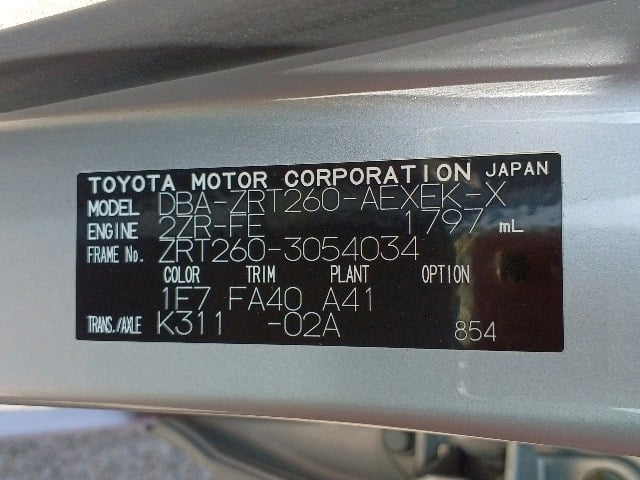 TOYOTA MOTOR CORPORATION JAPAN
MODEL DBA-ZRT260-AEXEK-X
ENGINE 2ZR-FE 1797 mL
FRAME No. ZRT260-3054034
COLOR TRIM PLANT OPTION
1F7 FA40 A41
TRANS./AXLE K311 -02A 854